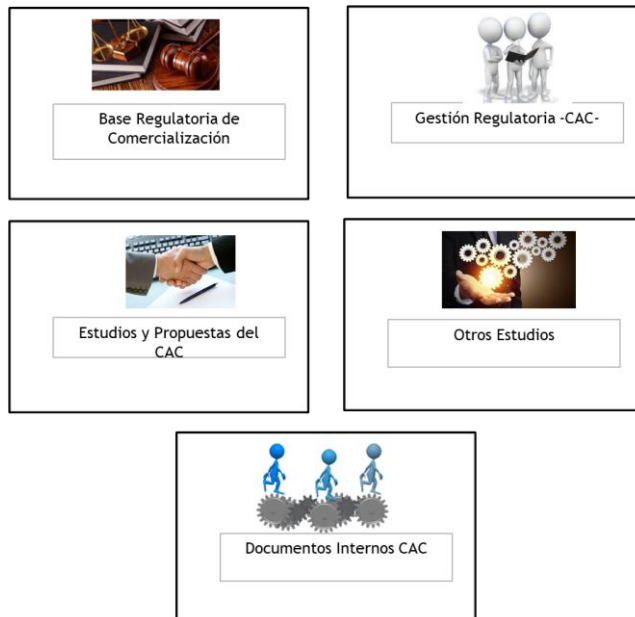 Base Regulatoria de
Comercialización
Gestión Regulatoria -CAC-
Estudios y Propuestas del
CAC
Otros Estudios
Documentos Internos CAC